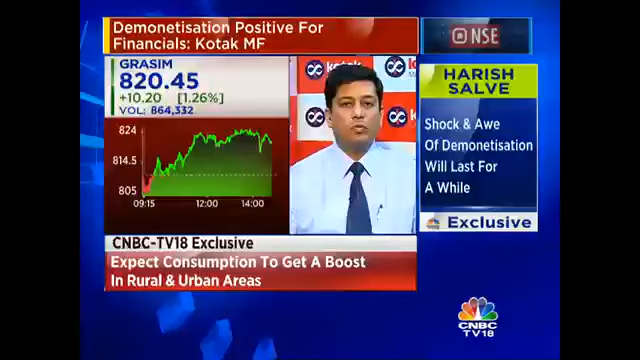 Demonetisation Positive For
Financials: Kotak MF
NSE
GRASIM
820.45
+10.20 [1.26%]
VOL: 864,332
824
814.5
805
09:15 12:00 14:00
kotak
HARISH
SALVE
Shock & Awe
Of Demonetisation
Will Last For
A While
Exclusive
CNBC-TV18 Exclusive
Expect Consumption To Get A Boost
In Rural & Urban Areas
CNBC
TV18